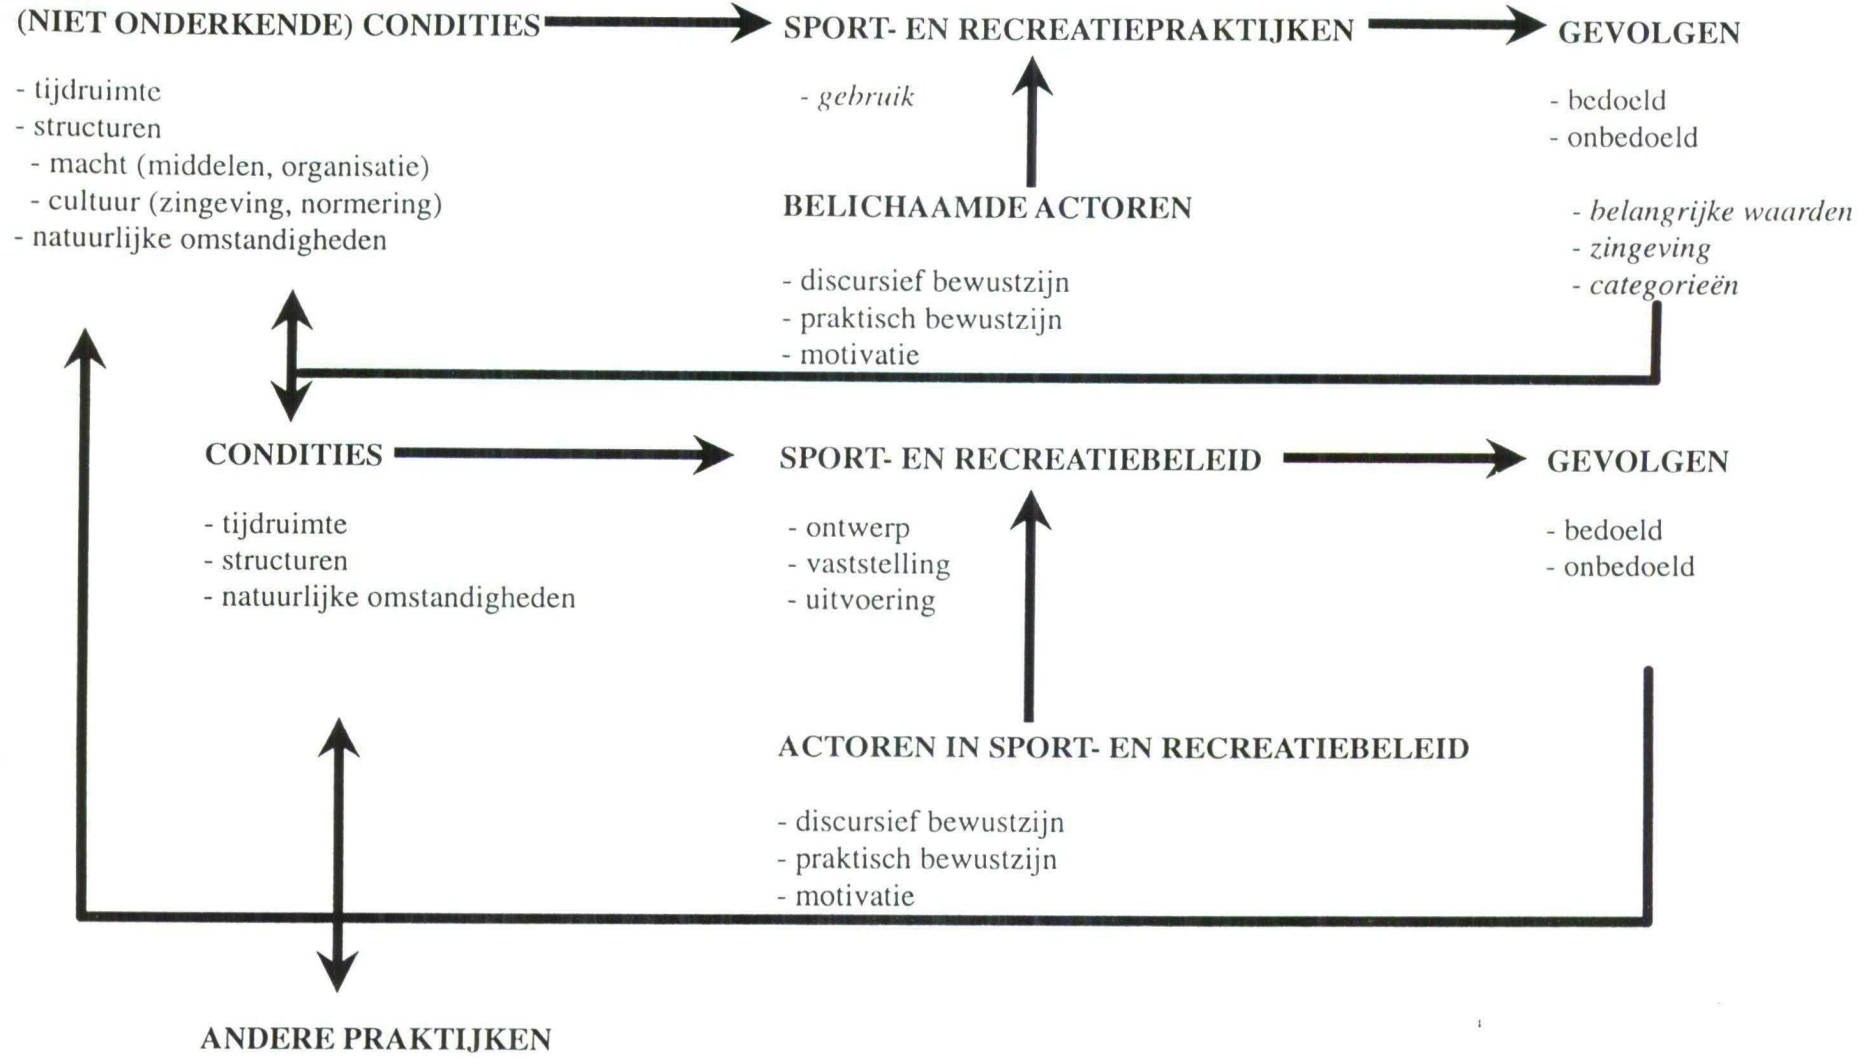 (NIET ONDERKENDE) CONDITIES
- tijdruimte
- structuren
- macht (middelen, organisatie)
- cultuur (zingeving, normering)
- natuurlijke omstandigheden
SPORT- EN RECREATIEPRAKTIJKEN
- gebruik
BELICHAAMDE ACTOREN
- discursief bewustzijn
- praktisch bewustzijn
- motivatie
GEVOLGEN
- bedoeld
- onbedoeld
- belangrijke waarden
- zingeving
- categorieën
CONDITIES
- tijdruimte
- structuren
- natuurlijke omstandigheden
SPORT- EN RECREATIEBELEID
- ontwerp
- vaststelling
- uitvoering
GEVOLGEN
- bedoeld
- onbedoeld
ACTOREN IN SPORT- EN RECREATIEBELEID
- discursief bewustzijn
- praktisch bewustzijn
- motivatie
ANDERE PRAKTIJKEN